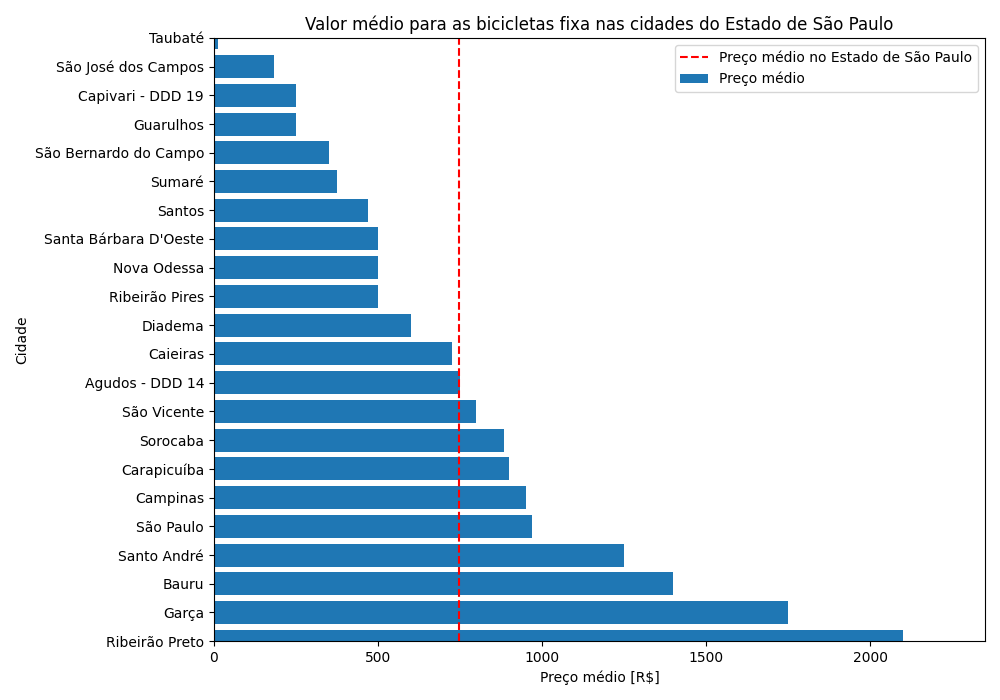 Valor médio para as bicicletas fixa nas cidades do Estado de São Paulo
Preço médio no Estado de São Paulo
Preço médio
Cidade
Taubaté
São José dos Campos
Capivari - DDD 19
Guarulhos
São Bernardo do Campo
Sumaré
Santos
Santa Bárbara D'Oeste
Nova Odessa
Ribeirão Pires
Diadema
Caieiras
Agudos - DDD 14
São Vicente
Sorocaba
Carapicuíba
Campinas
São Paulo
Santo André
Bauru
Garça
Ribeirão Preto
0 500 1000 1500 2000
Preço médio [R$]